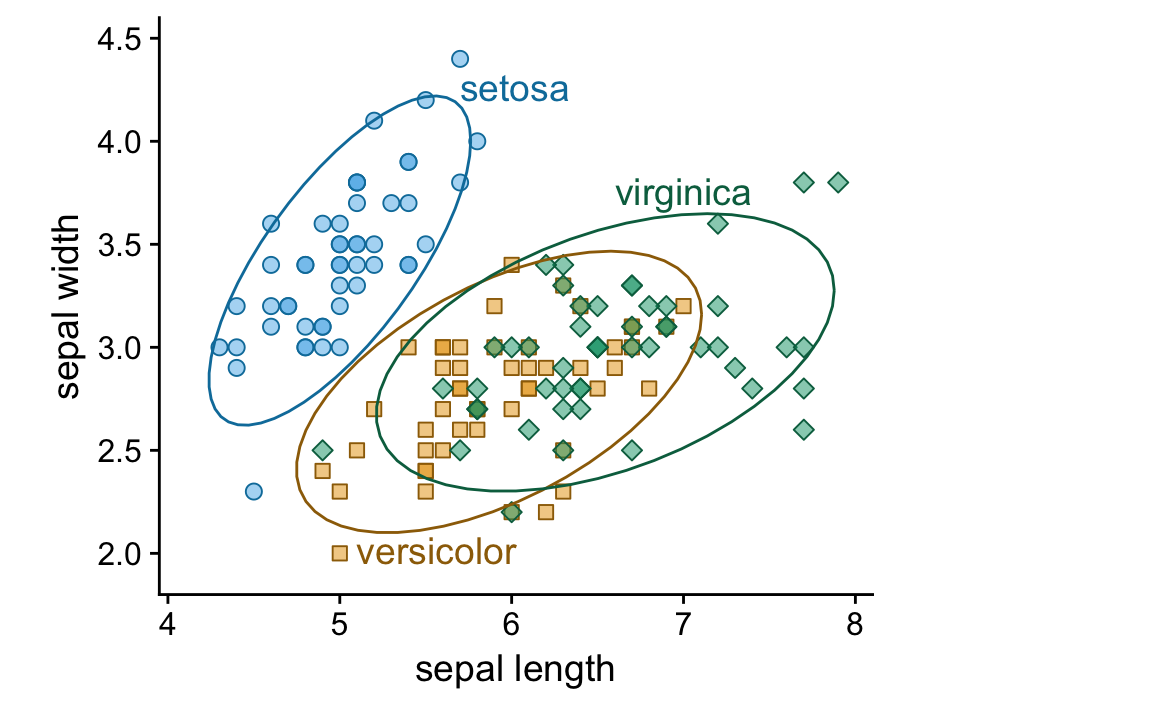 4.5
setosa
4.0
virginica
3.5
sepal width
3.0
2.5
2.0
versicolor
4 5 6 7 8
sepal length